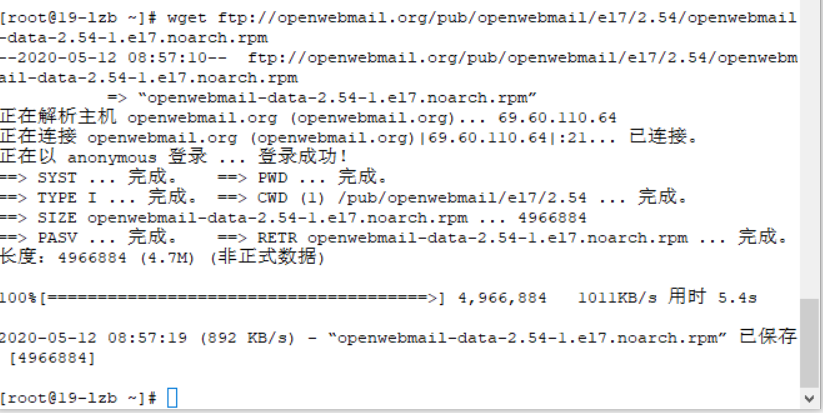 [root@19-lzb ~]# wget ftp://openwebmail.org/pub/openwebmail/el7/2.54/openwebmail
-data-2.54-1.el7.noarch.rpm
--2020-05-12 08:57:10--  ftp://openwebmail.org/pub/openwebmail/el7/2.54/openwebm
ail-data-2.54-1.el7.noarch.rpm
           => “openwebmail-data-2.54-1.el7.noarch.rpm”
正在解析主机 openwebmail.org (openwebmail.org)... 69.60.110.64
正在连接 openwebmail.org (openwebmail.org)|69.60.110.64|:21... 已连接。
正在以 anonymous 登录 ... 登录成功！
==> SYST ... 完成。   ==> PWD ... 完成。
==> TYPE I ... 完成。 ==> CWD (1) /pub/openwebmail/el7/2.54 ... 完成。
==> SIZE openwebmail-data-2.54-1.el7.noarch.rpm ... 4966884
==> PASV ... 完成。   ==> RETR openwebmail-data-2.54-1.el7.noarch.rpm ... 完成。
长度：4966884 (4.7M) (非正式数据)
100%[======================================>] 4,966,884   1011KB/s 用时 5.4s
2020-05-12 08:57:19 (892 KB/s) - “openwebmail-data-2.54-1.el7.noarch.rpm” 已保存
 [4966884]
[root@19-lzb ~]#